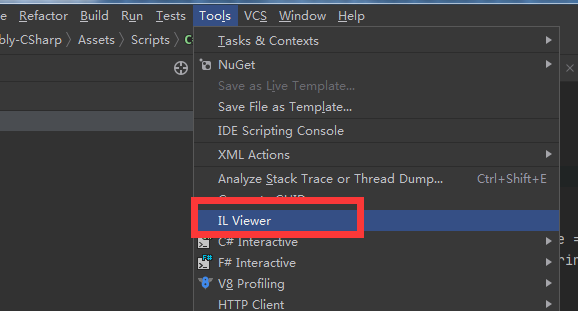 Refactor Build Run Tests Tools VCS Window Help
bly-CSharp Assets Scripts
Tasks & Contexts
NuGet
Save as Live Template...
Save File as Template...
IDE Scripting Console
XML Actions
Analyze Stack Trace or Thread Dump... Ctrl+Shift+E
IL Viewer
C# Interactive
F# Interactive
V8 Profiling
HTTP Client